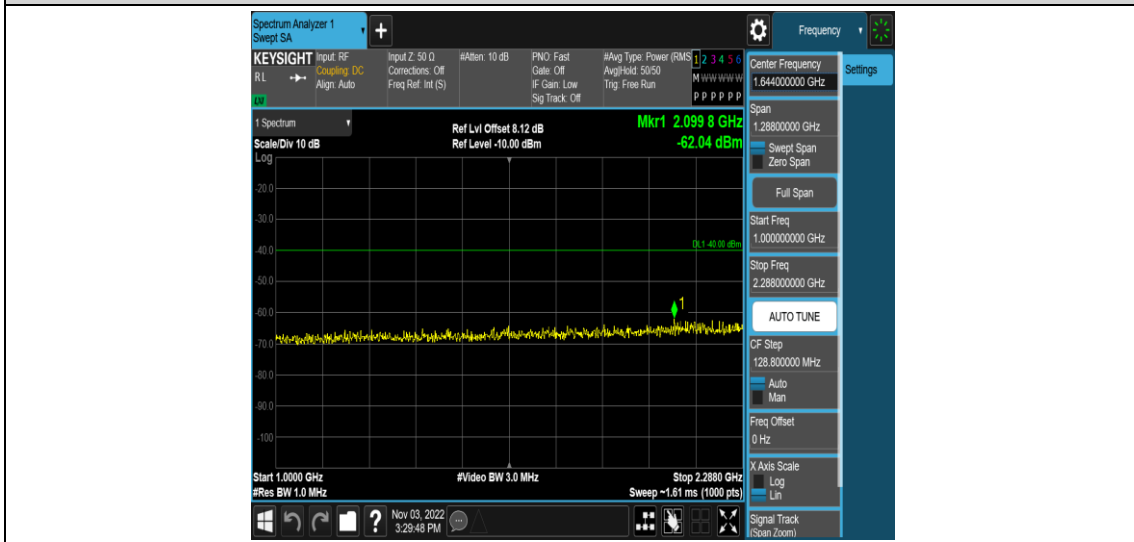 Spectrum Analyzer 1
Swept SA
+
Frequency
KEYSIGHT
RL
LXI
Input: RF
Coupling: DC
Align: Auto
Input Z: 50 Ω
Corrections: Off
Freq Ref: Int (S)
#Atten: 10 dB
PNO: Fast
Gate: Off
IF Gain: Low
Sig Track: Off
#Avg Type: Power (RMS
Avg|Hold: 50/50
Trig: Free Run
1 2 3 4 5 6
M W W W W W
P P P P P P
1 Spectrum
Scale/Div 10 dB
Log
Ref Lvl Offset 8.12 dB
Ref Level -10.00 dBm
Mkr1 2.099 8 GHz
-62.04 dBm
-20.0
-30.0
-40.0
DL1 -40.00 dBm
-50.0
-60.0
1
-70.0
-80.0
-90.0
-100
Start 1.0000 GHz
#Res BW 1.0 MHz
#Video BW 3.0 MHz
Stop 2.2880 GHz
Sweep ~1.61 ms (1000 pts)
Center Frequency
1.644000000 GHz
Settings
Span
1.28800000 GHz
Swept Span
Zero Span
Full Span
Start Freq
1.000000000 GHz
Stop Freq
2.288000000 GHz
AUTO TUNE
CF Step
128.800000 MHz
Auto
Man
Freq Offset
0 Hz
X Axis Scale
Log
Lin
Signal Track
(Span Zoom)
?
Nov 03, 2022
3:29:48 PM